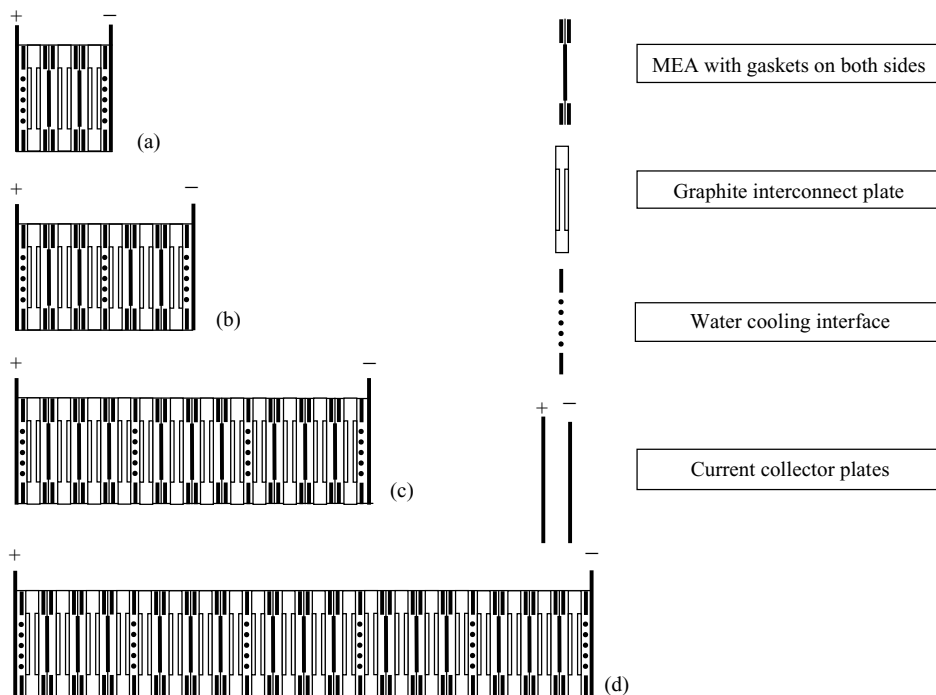 + −
(a)
+ −
(b)
+ −
(c)
+ −
(d)
MEA with gaskets on both sides
Graphite interconnect plate
Water cooling interface
+ −
Current collector plates